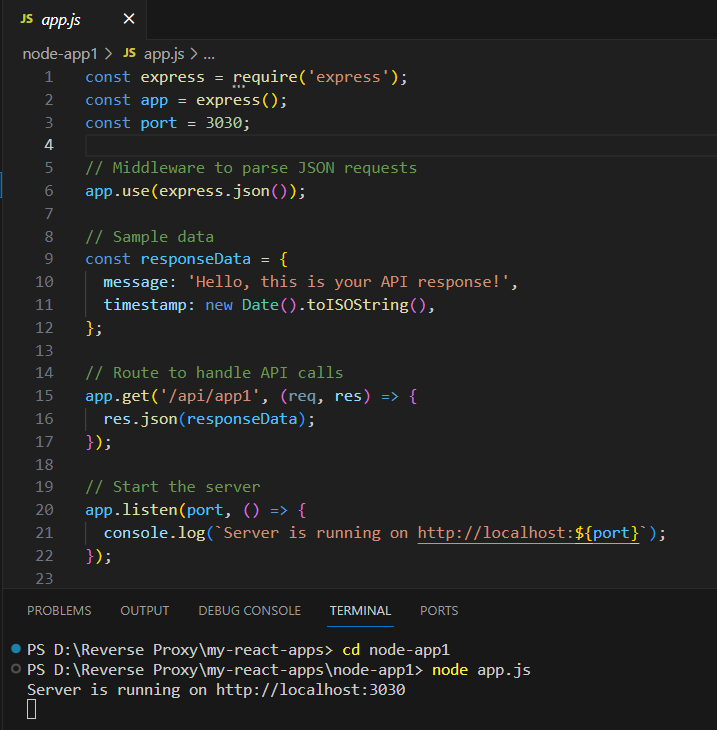 JS app.js ×
node-app1 > JS app.js > ...
1 const express = require('express');
2 const app = express();
3 const port = 3030;
4
5 // Middleware to parse JSON requests
6 app.use(express.json());
7
8 // Sample data
9 const responseData = {
10   message: 'Hello, this is your API response!',
11   timestamp: new Date().toISOString(),
12 };
13
14 // Route to handle API calls
15 app.get('/api/app1', (req, res) => {
16   res.json(responseData);
17 });
18
19 // Start the server
20 app.listen(port, () => {
21   console.log(`Server is running on http://localhost:${port}`);
22 });
23
PROBLEMS OUTPUT DEBUG CONSOLE TERMINAL PORTS
PS D:\Reverse Proxy\my-react-apps> cd node-app1
PS D:\Reverse Proxy\my-react-apps\node-app1> node app.js
Server is running on http://localhost:3030